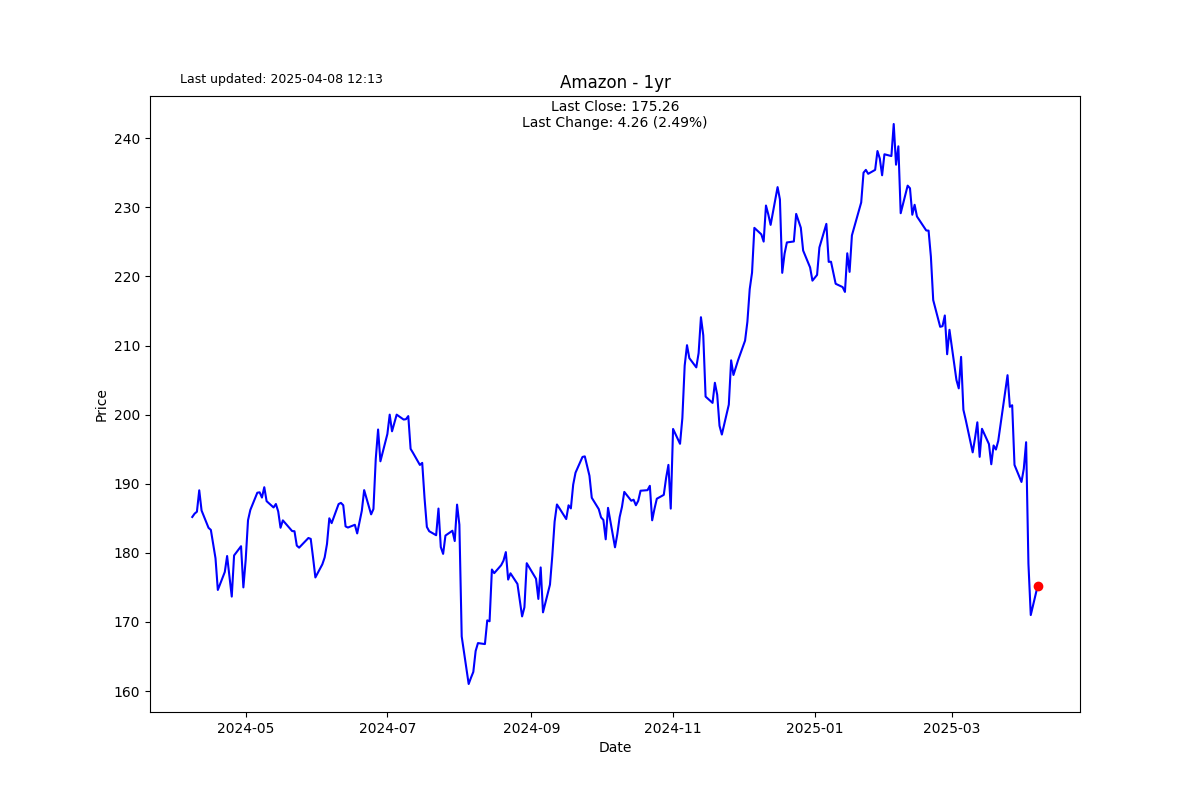 Last updated: 2025-04-08 12:13
Amazon - 1yr
Last Close: 175.26
Last Change: 4.26 (2.49%)
240
230
220
210
200
190
180
170
160
Price
2024-05
2024-07
2024-09
2024-11
2025-01
2025-03
Date